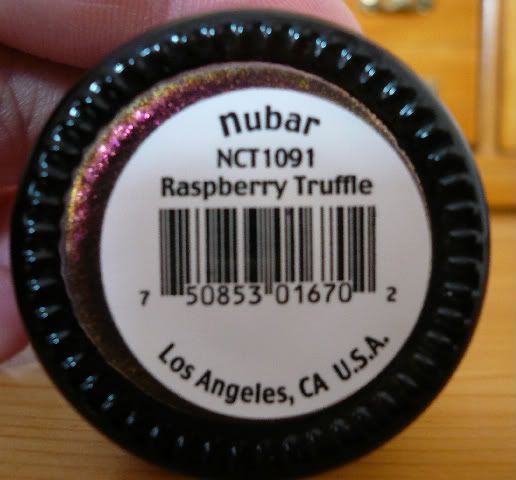 nubar
NCT1091
Raspberry Truffle
7 50853 01670 2
Los Angeles, CA U.S.A.